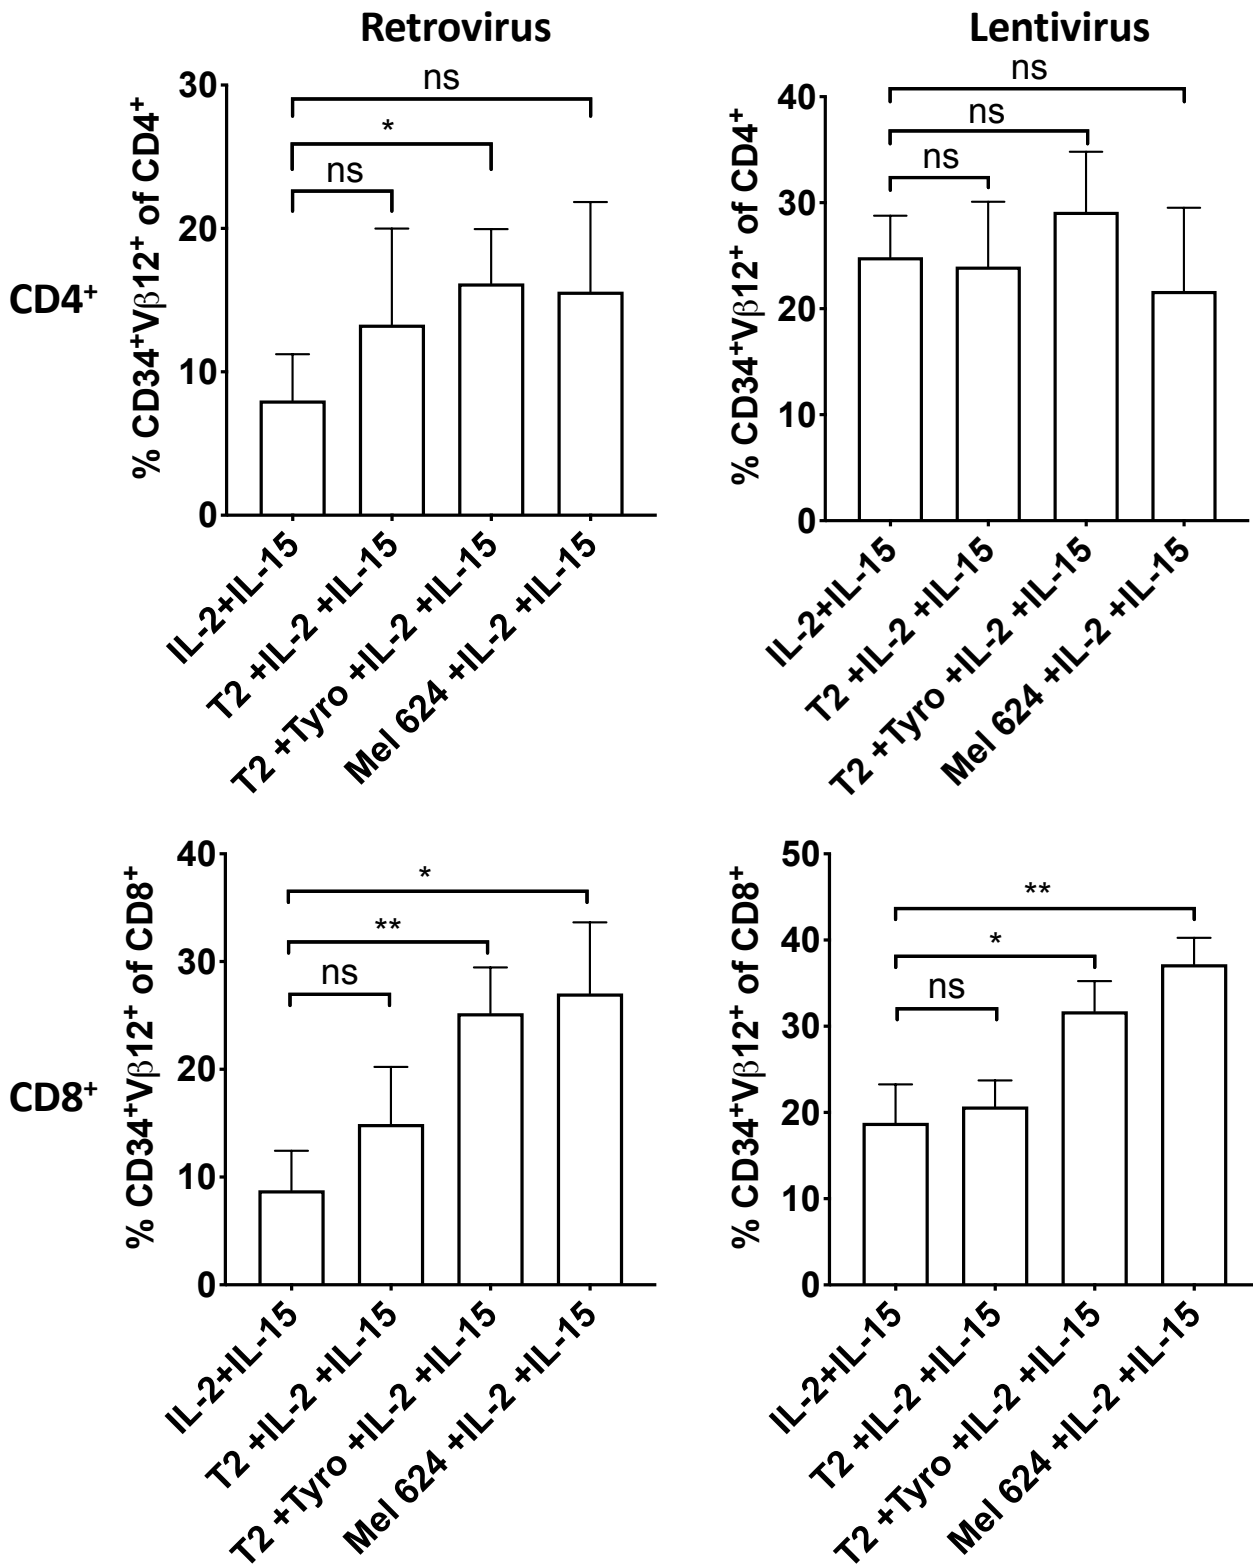 Retrovirus
Lentivirus
CD4⁺
% CD34⁺Vβ12⁺ of CD4⁺
30
20
10
0
ns
*
ns
IL-2+IL-15
T2 +IL-2 +IL-15
T2 +Tyro +IL-2 +IL-15
Mel 624 +IL-2 +IL-15
% CD34⁺Vβ12⁺ of CD4⁺
40
30
20
10
0
ns
ns
ns
IL-2+IL-15
T2 +IL-2 +IL-15
T2 +Tyro +IL-2 +IL-15
Mel 624 +IL-2 +IL-15
CD8⁺
% CD34⁺Vβ12⁺ of CD8⁺
40
30
20
10
0
*
**
ns
IL-2+IL-15
T2 +IL-2 +IL-15
T2 +Tyro +IL-2 +IL-15
Mel 624 +IL-2 +IL-15
% CD34⁺Vβ12⁺ of CD8⁺
50
40
30
20
10
0
**
*
ns
IL-2+IL-15
T2 +IL-2 +IL-15
T2 +Tyro +IL-2 +IL-15
Mel 624 +IL-2 +IL-15